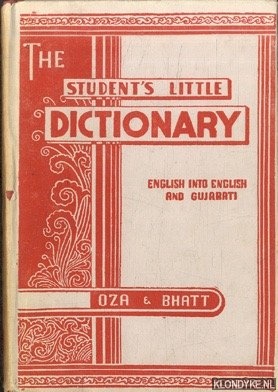 THE
STUDENT'S LITTLE
DICTIONARY
ENGLISH INTO ENGLISH
AND GUJARATI
OZA & BHATT
KLONDYKE.NL